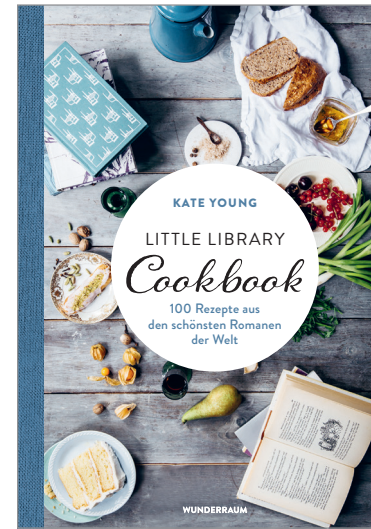 KATE YOUNG
LITTLE LIBRARY
Cookbook
100 Rezepte aus
den schönsten Romanen
der Welt
WUNDERRAUM